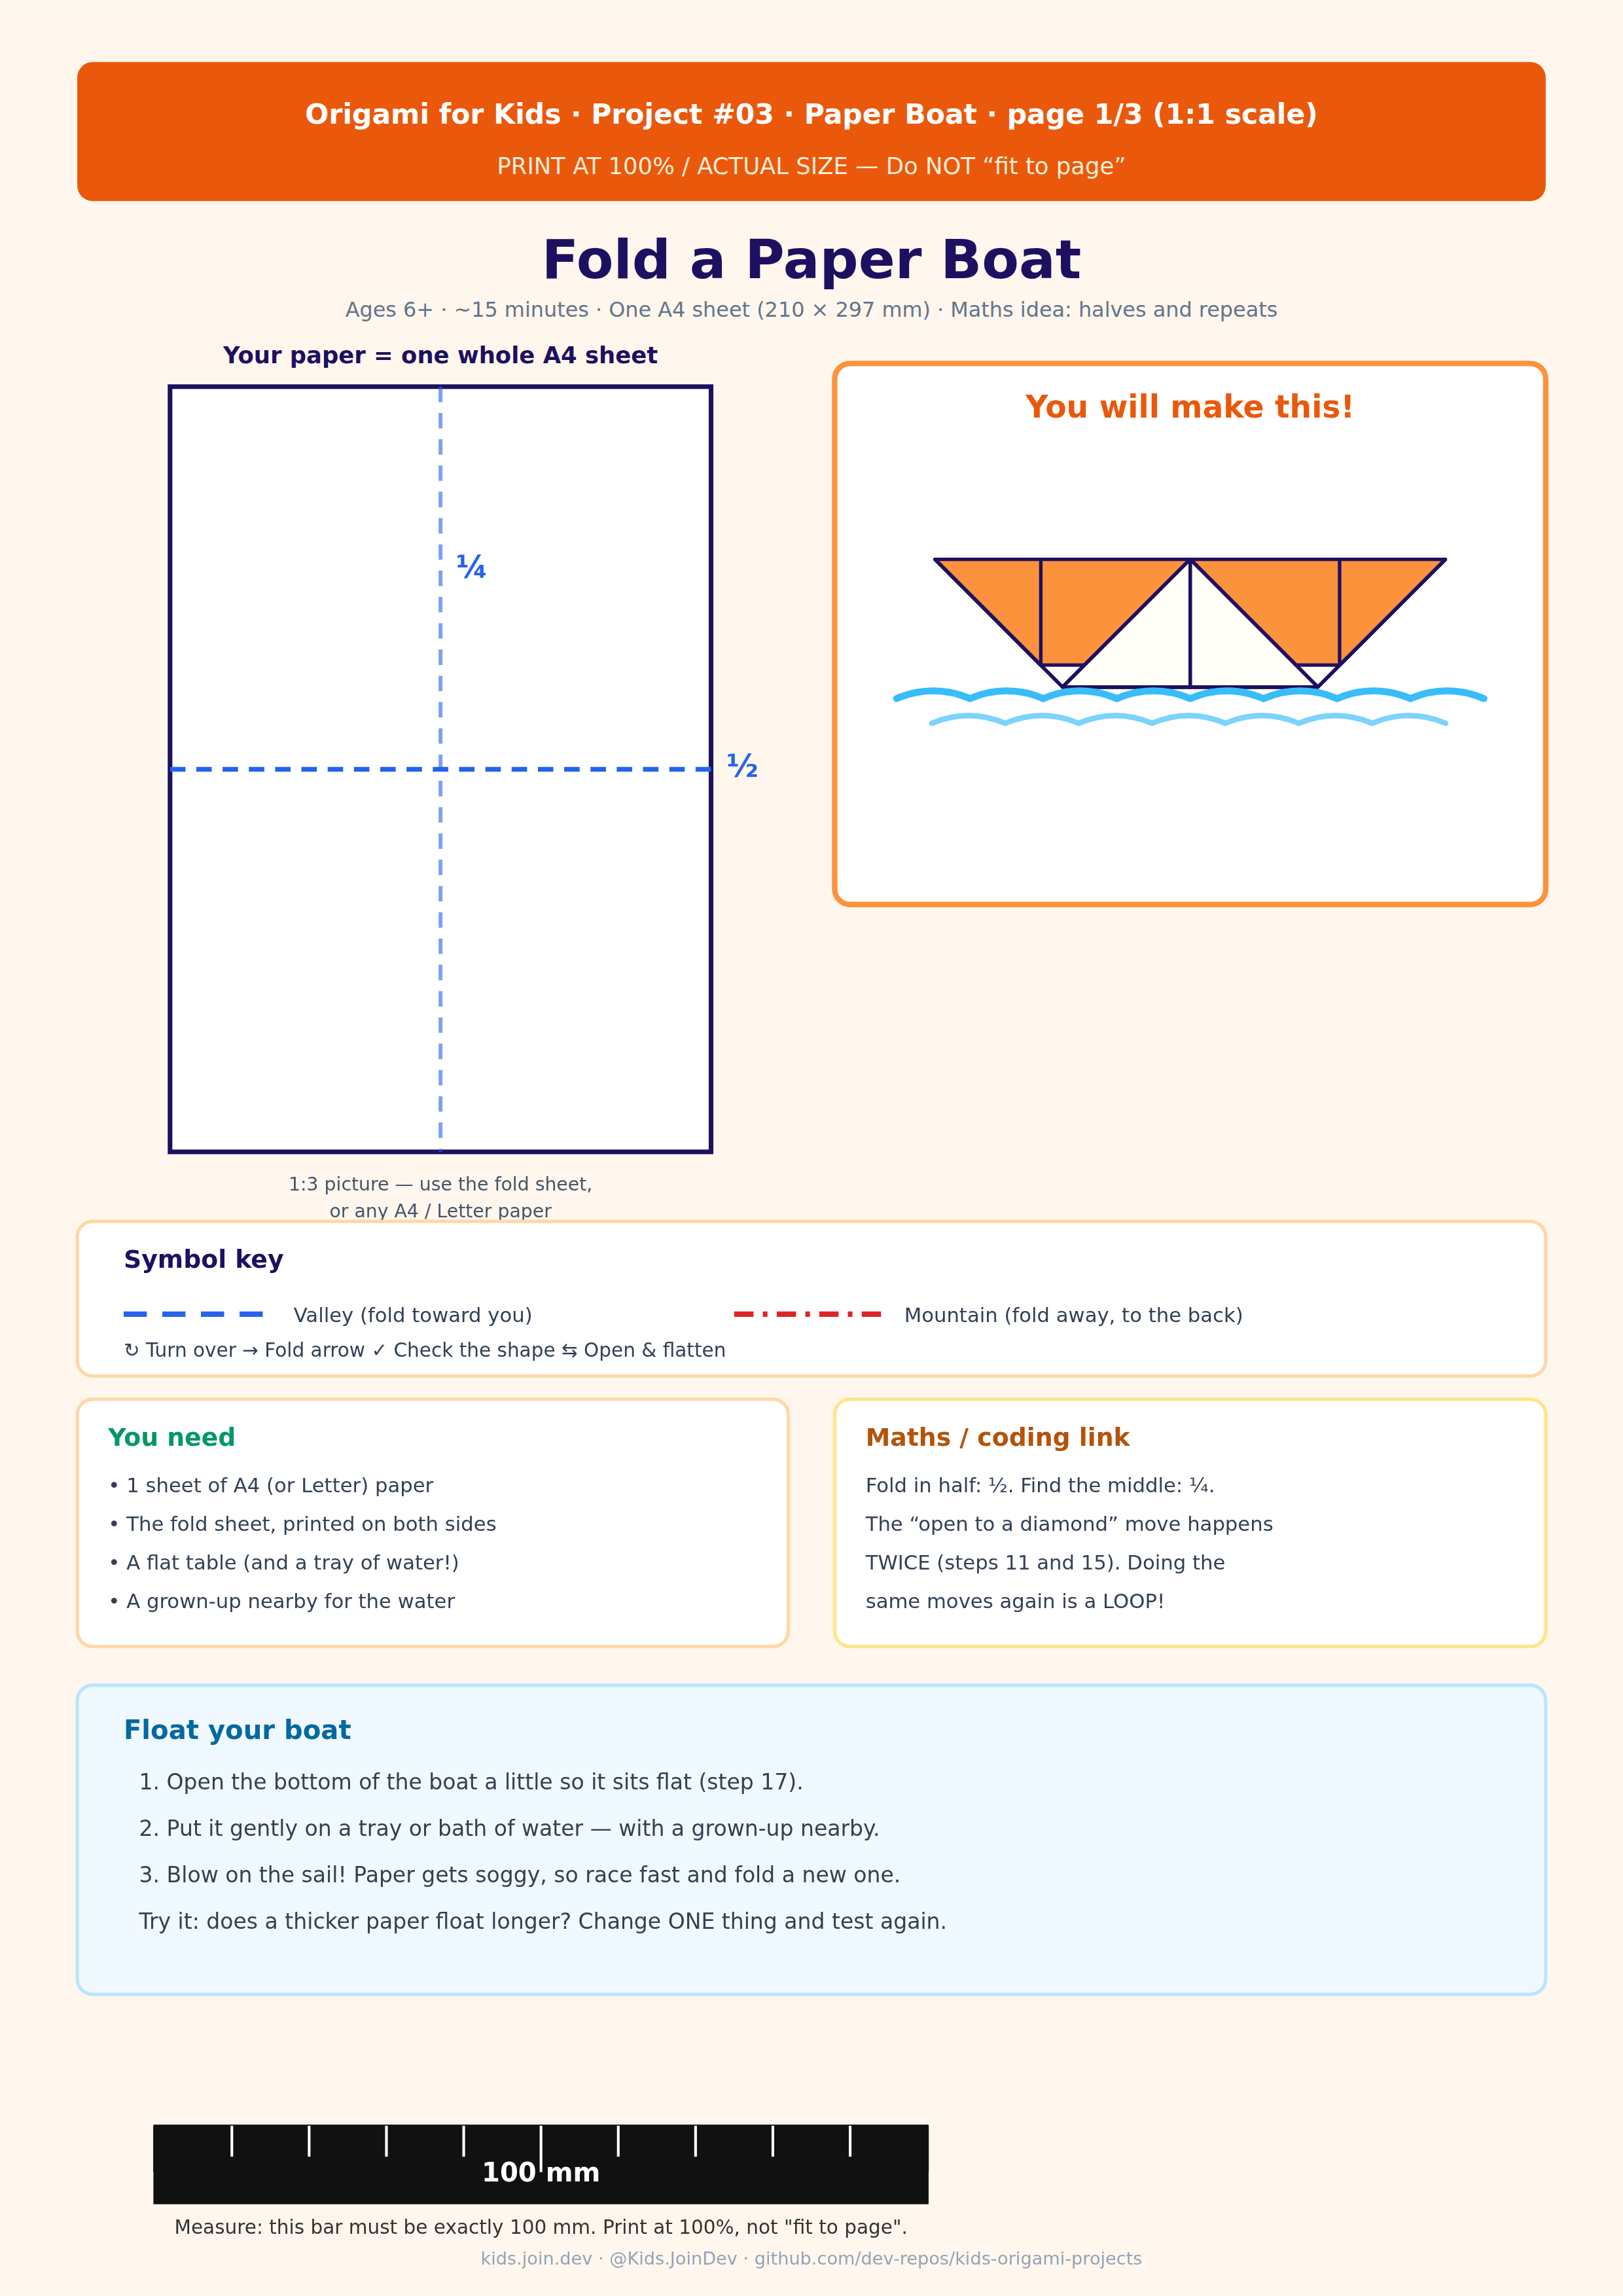 Origami for Kids · Project #03 · Paper Boat · page 1/3 (1:1 scale)
PRINT AT 100% / ACTUAL SIZE — Do NOT “fit to page”
Fold a Paper Boat
Ages 6+ · ~15 minutes · One A4 sheet (210 × 297 mm) · Maths idea: halves and repeats
Your paper = one whole A4 sheet
¼
½
1:3 picture — use the fold sheet,
or any A4 / Letter paper
You will make this!
Symbol key
Valley (fold toward you)
Mountain (fold away, to the back)
↻ Turn over → Fold arrow ✓ Check the shape ⇆ Open & flatten
You need
• 1 sheet of A4 (or Letter) paper
• The fold sheet, printed on both sides
• A flat table (and a tray of water!)
• A grown-up nearby for the water
Maths / coding link
Fold in half: ½. Find the middle: ¼.
The “open to a diamond” move happens
TWICE (steps 11 and 15). Doing the
same moves again is a LOOP!
Float your boat
1. Open the bottom of the boat a little so it sits flat (step 17).
2. Put it gently on a tray or bath of water — with a grown-up nearby.
3. Blow on the sail! Paper gets soggy, so race fast and fold a new one.
Try it: does a thicker paper float longer? Change ONE thing and test again.
100 mm
Measure: this bar must be exactly 100 mm. Print at 100%, not "fit to page".
kids.join.dev · @Kids.JoinDev · github.com/dev-repos/kids-origami-projects